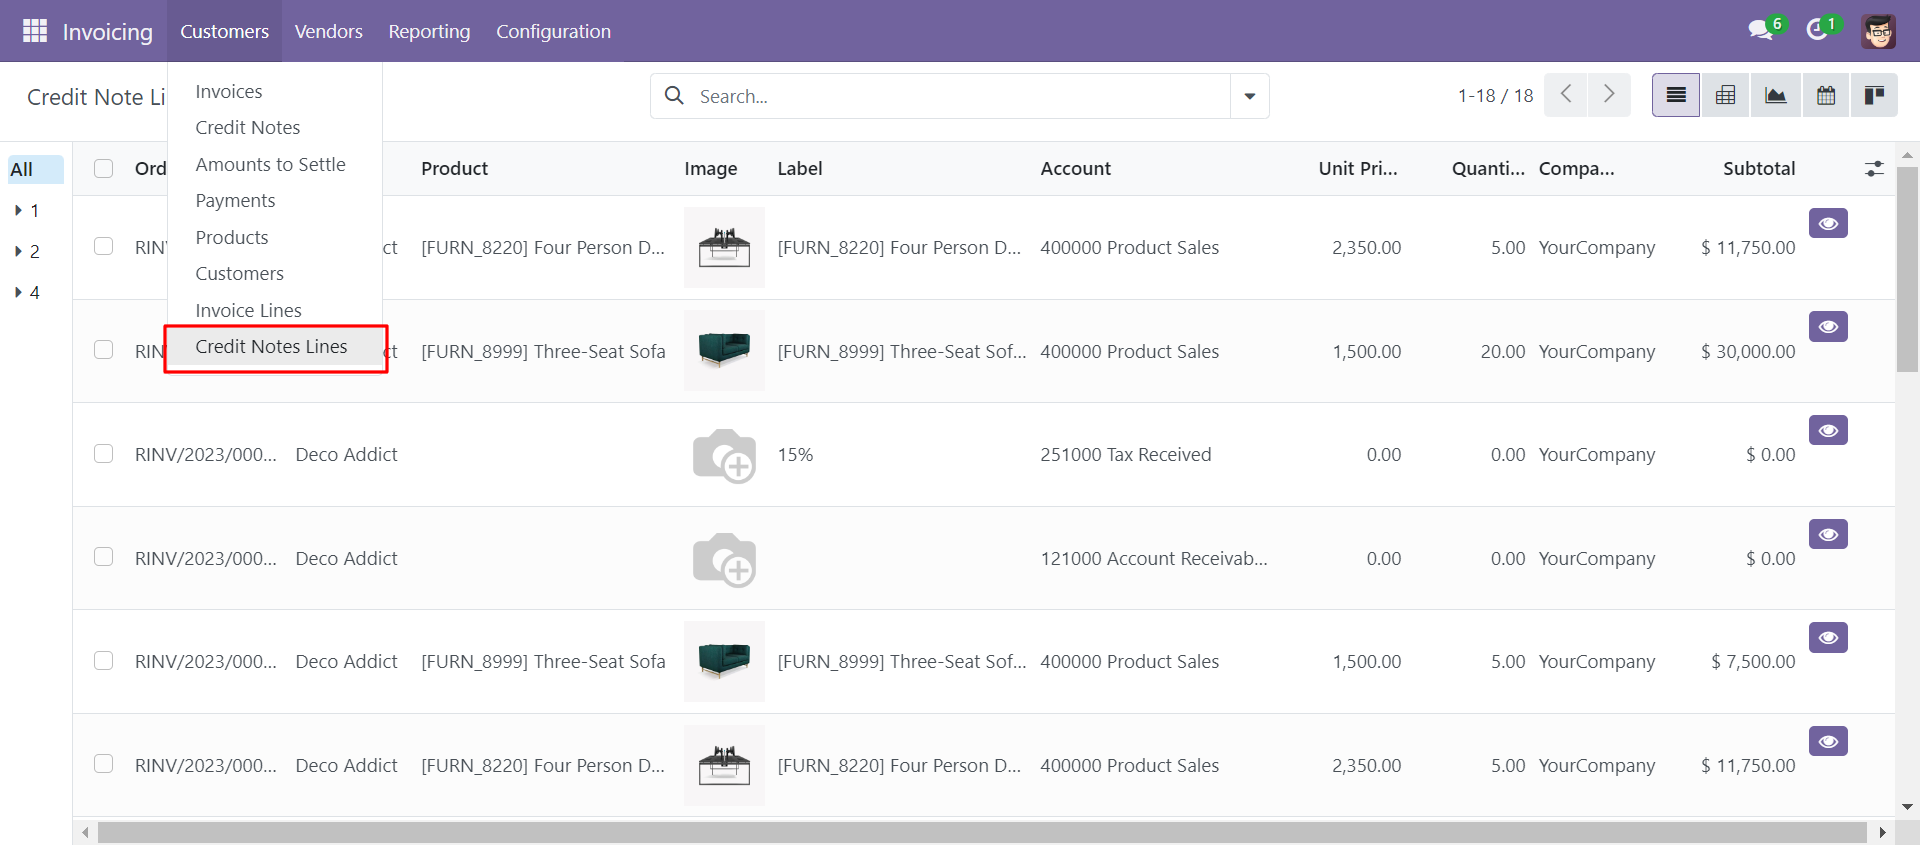 Invoicing Customers Vendors Reporting Configuration 6 1
Credit Note Li Search... 1-18 / 18
Invoices
Credit Notes
Amounts to Settle
Payments
Products
Customers
Invoice Lines
Credit Notes Lines
All
1
2
4
Ord Product Image Label Account Unit Pri... Quanti... Compa... Subtotal
RINV ct [FURN_8220] Four Person D... [FURN_8220] Four Person D... 400000 Product Sales 2,350.00 5.00 YourCompany $ 11,750.00
RIN ct [FURN_8999] Three-Seat Sofa [FURN_8999] Three-Seat Sof... 400000 Product Sales 1,500.00 20.00 YourCompany $ 30,000.00
RINV/2023/000... Deco Addict 15% 251000 Tax Received 0.00 0.00 YourCompany $ 0.00
RINV/2023/000... Deco Addict 121000 Account Receivab... 0.00 0.00 YourCompany $ 0.00
RINV/2023/000... Deco Addict [FURN_8999] Three-Seat Sofa [FURN_8999] Three-Seat Sof... 400000 Product Sales 1,500.00 5.00 YourCompany $ 7,500.00
RINV/2023/000... Deco Addict [FURN_8220] Four Person D... [FURN_8220] Four Person D... 400000 Product Sales 2,350.00 5.00 YourCompany $ 11,750.00